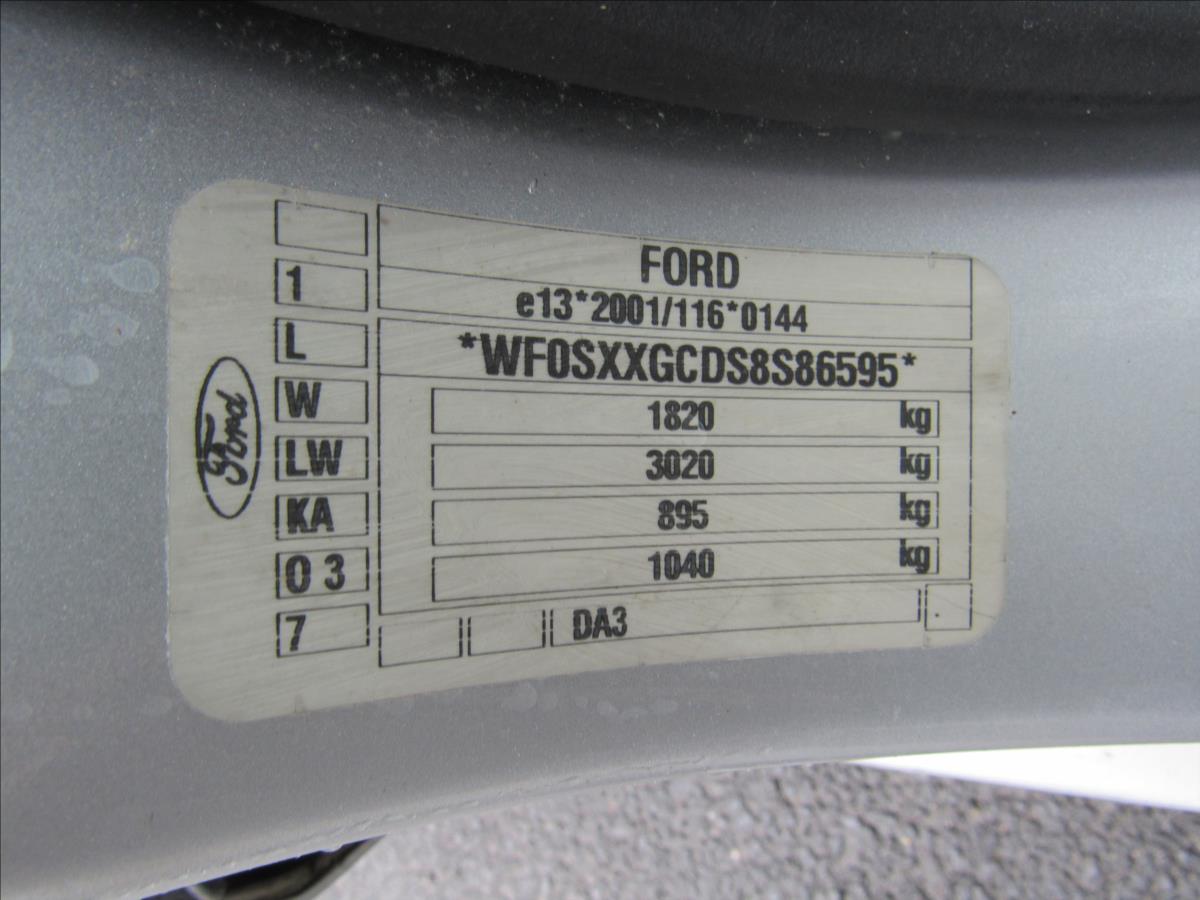 FORD
e13*2001/116*0144
*WF0SXXGCDS8S86595*
1820 kg
3020 kg
895 kg
1040 kg
DA3
1
L
W
LW
KA
O 3
7
Ford